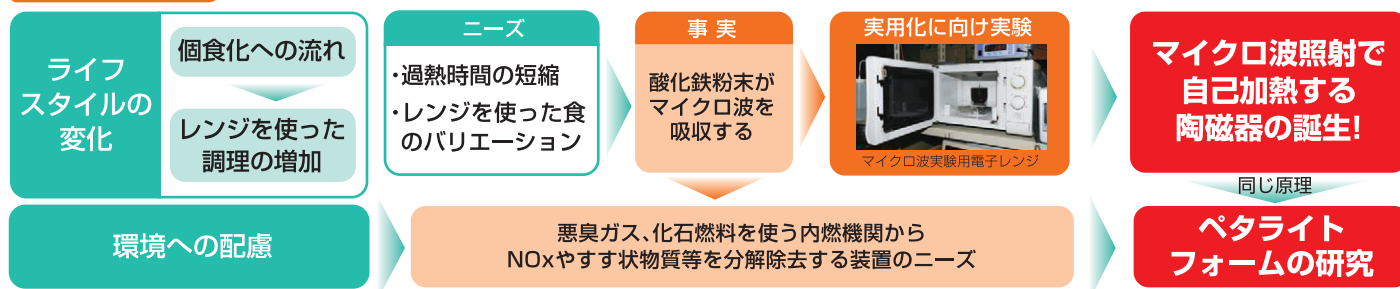 ライフ
スタイルの
変化
個食化への流れ
レンジを使った
調理の増加
ニーズ
・過熱時間の短縮
・レンジを使った食
のバリエーション
事実
酸化鉄粉末が
マイクロ波を
吸収する
実用化に向け実験
マイクロ波実験用電子レンジ
マイクロ波照射で
自己加熱する
陶磁器の誕生!
同じ原理
環境への配慮
悪臭ガス、化石燃料を使う内燃機関から
NOxやすす状物質等を分解除去する装置のニーズ
ペタライト
フォームの研究